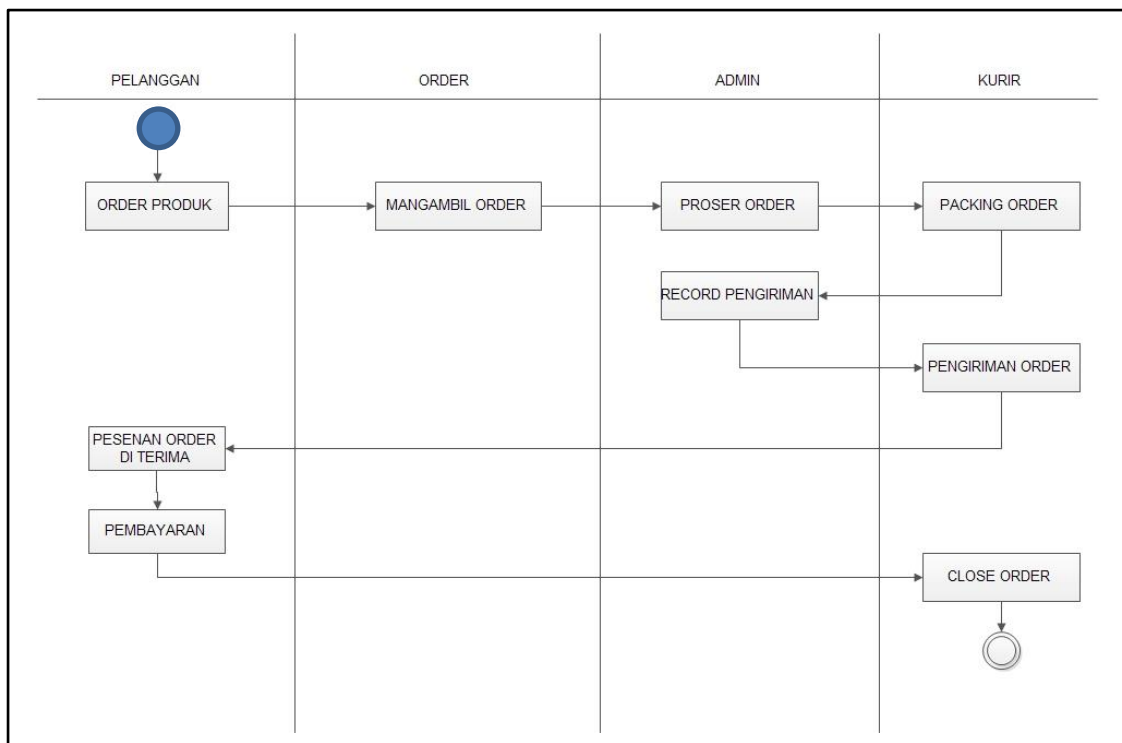 PELANGGAN
ORDER
ADMIN
KURIR
ORDER PRODUK
MANGAMBIL ORDER
PROSER ORDER
PACKING ORDER
RECORD PENGIRIMAN
PENGIRIMAN ORDER
PESENAN ORDER
DI TERIMA
PEMBAYARAN
CLOSE ORDER